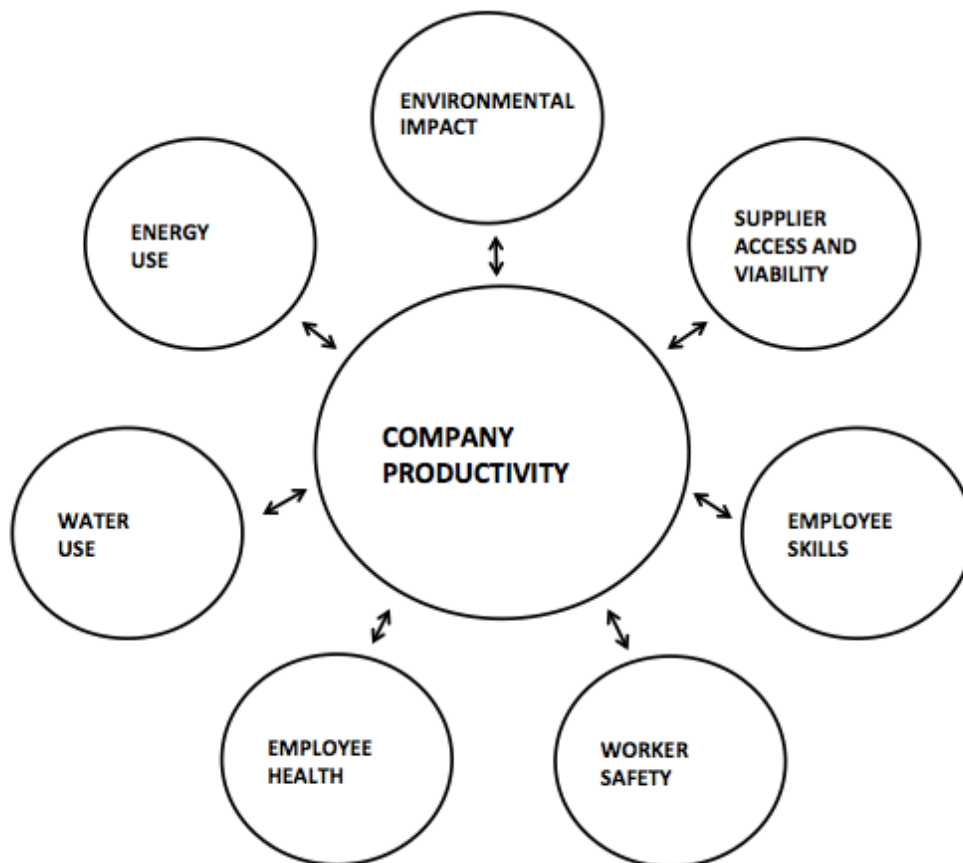 ENVIRONMENTAL
IMPACT
SUPPLIER
ACCESS AND
VIABILITY
EMPLOYEE
SKILLS
WORKER
SAFETY
EMPLOYEE
HEALTH
WATER
USE
ENERGY
USE
COMPANY
PRODUCTIVITY